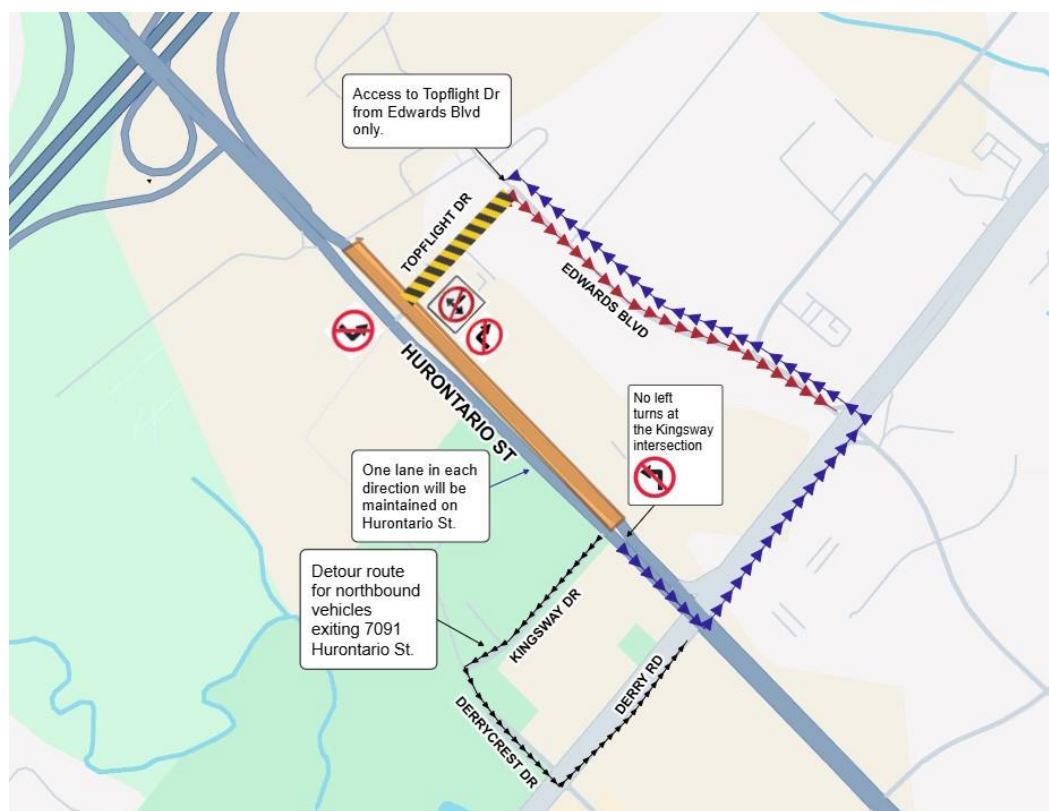 Access to Topflight Dr
from Edwards Blvd
only.
TOPFLIGHT DR
EDWARDS BLVD
HURONTARIO ST
No left
turns at
the Kingsway
intersection
One lane in each
direction will be
maintained on
Hurontario St.
Detour route
for northbound
vehicles
exiting 7091
Hurontario St.
KINGSWAY DR
DERRY RD
DERRYCREST DR